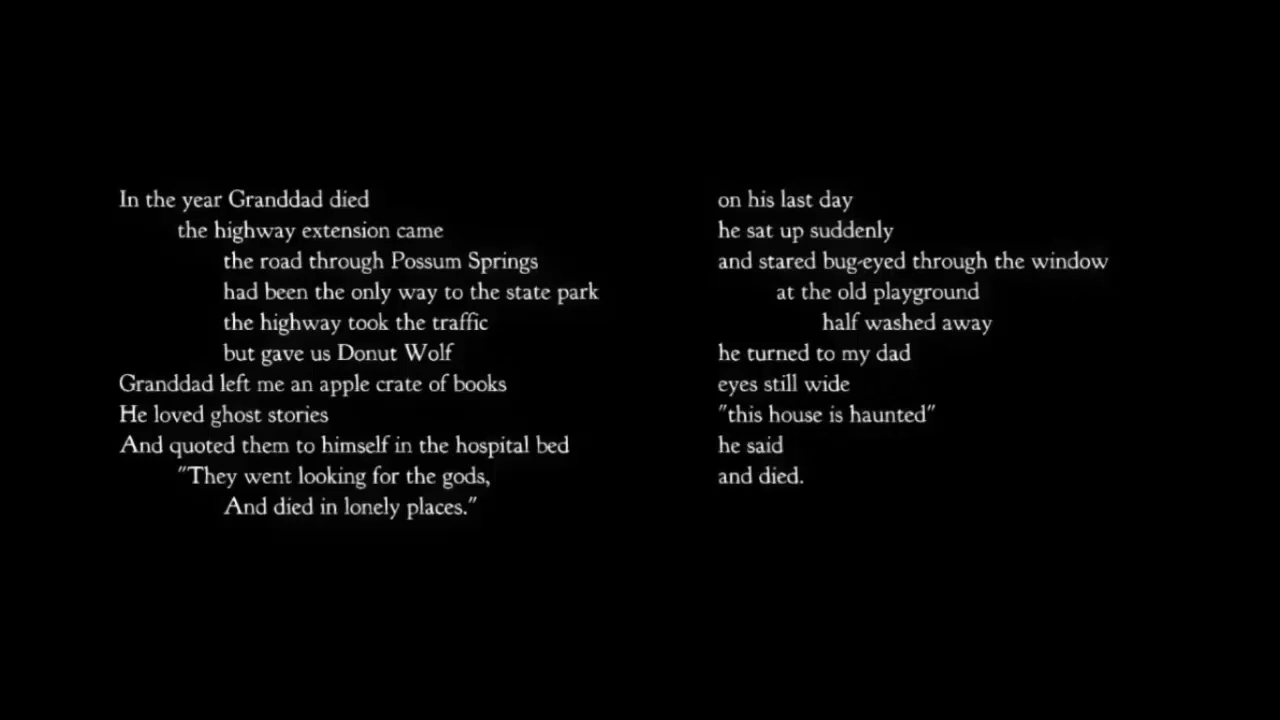 In the year Granddad died
the highway extension came
the road through Possum Springs
had been the only way to the state park
the highway took the traffic
but gave us Donut Wolf
Granddad left me an apple crate of books
He loved ghost stories
And quoted them to himself in the hospital bed
"They went looking for the gods,
And died in lonely places."
on his last day
he sat up suddenly
and stared bug-eyed through the window
at the old playground
half washed away
he turned to my dad
eyes still wide
"this house is haunted"
he said
and died.